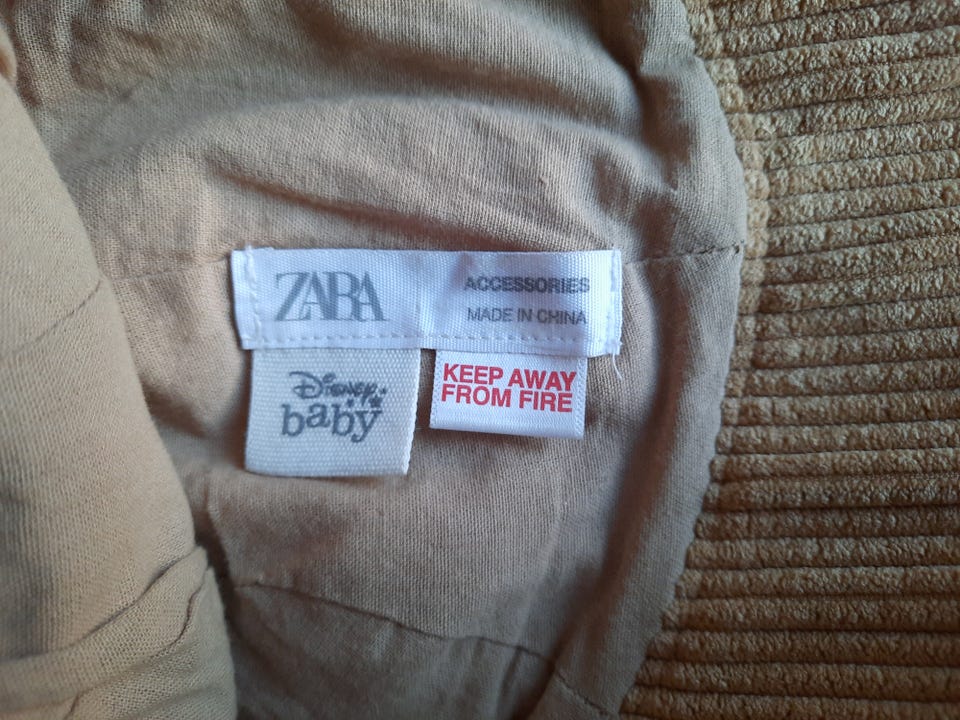 ZARA
ACCESSORIES
MADE IN CHINA
Disney
baby
KEEP AWAY
FROM FIRE